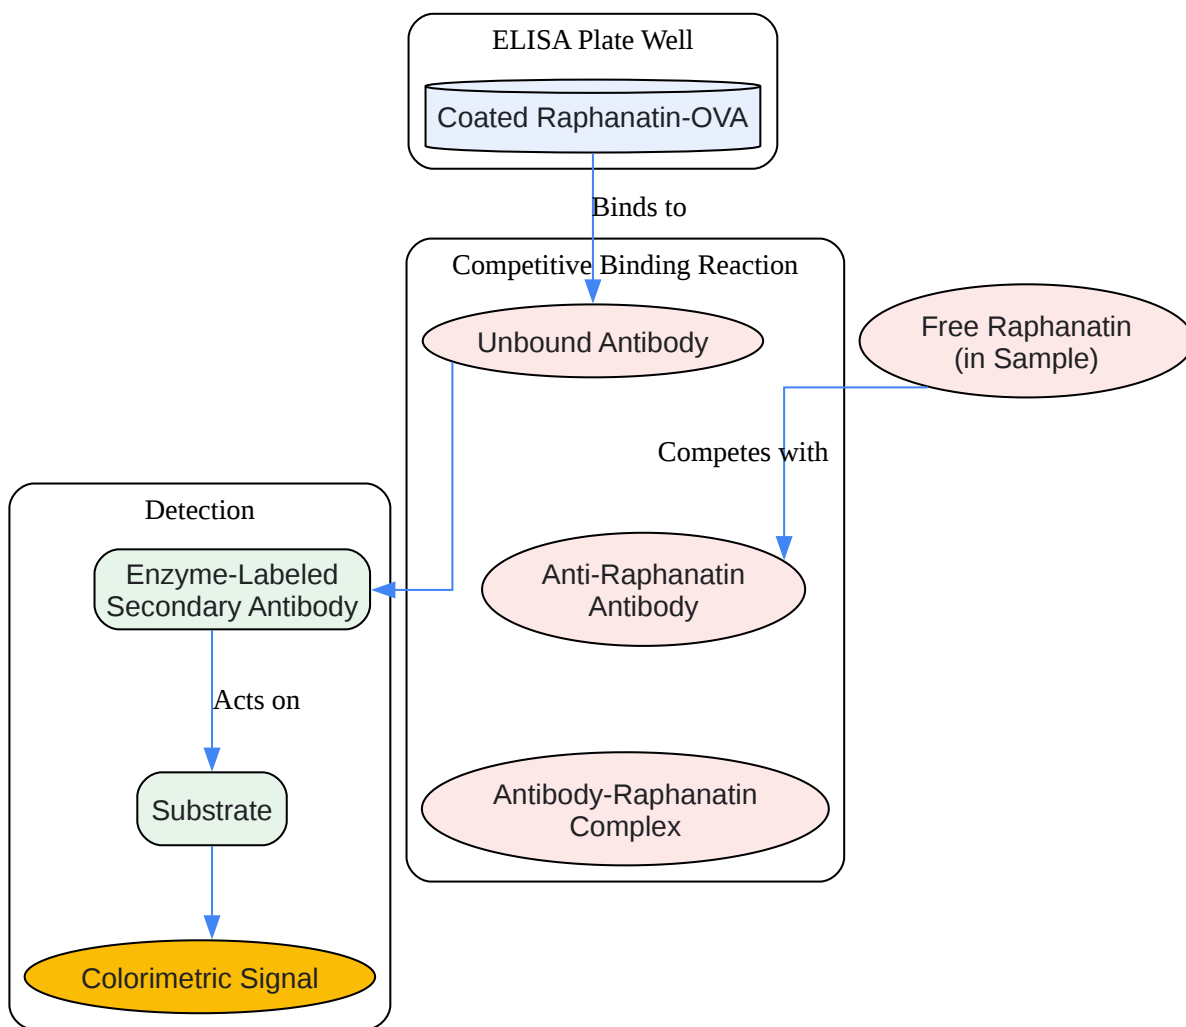 ELISA Plate Well
Coated Raphanatin-OVA
Binds to
Competitive Binding Reaction
Unbound Antibody
Free Raphanatin
(in Sample)
Competes with
Detection
Enzyme-Labeled
Secondary Antibody
Anti-Raphanatin
Antibody
Acts on
Substrate
Antibody-Raphanatin
Complex
Colorimetric Signal